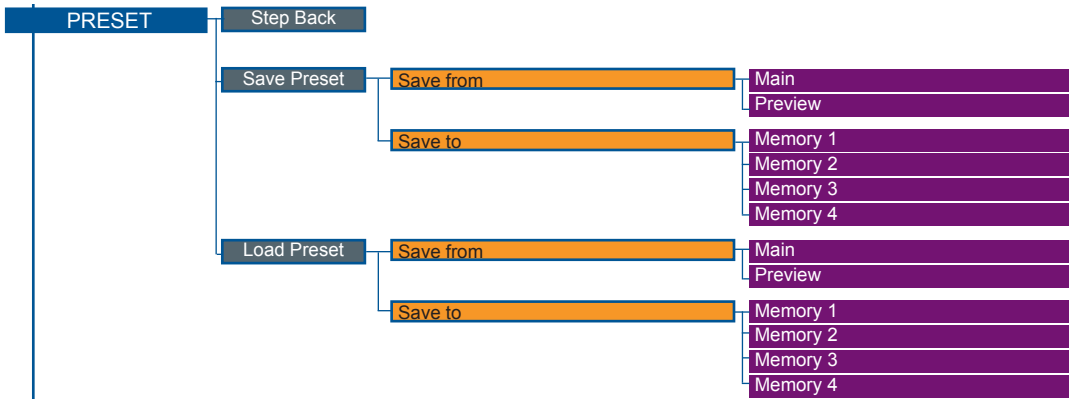 PRESET
Step Back
Save Preset
Save from
Main
Preview
Save to
Memory 1
Memory 2
Memory 3
Memory 4
Load Preset
Save from
Main
Preview
Save to
Memory 1
Memory 2
Memory 3
Memory 4